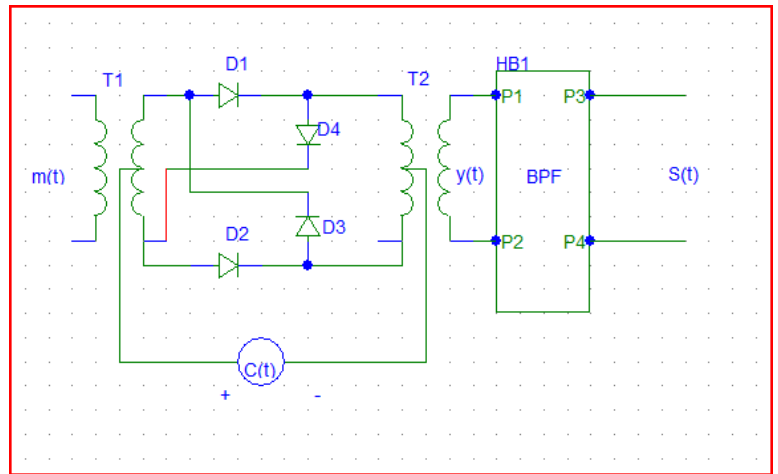 T1
D1
T2
HB1
P1
P3
D4
m(t)
y(t)
BPF
S(t)
D3
D2
P2
P4
C(t)
+ -